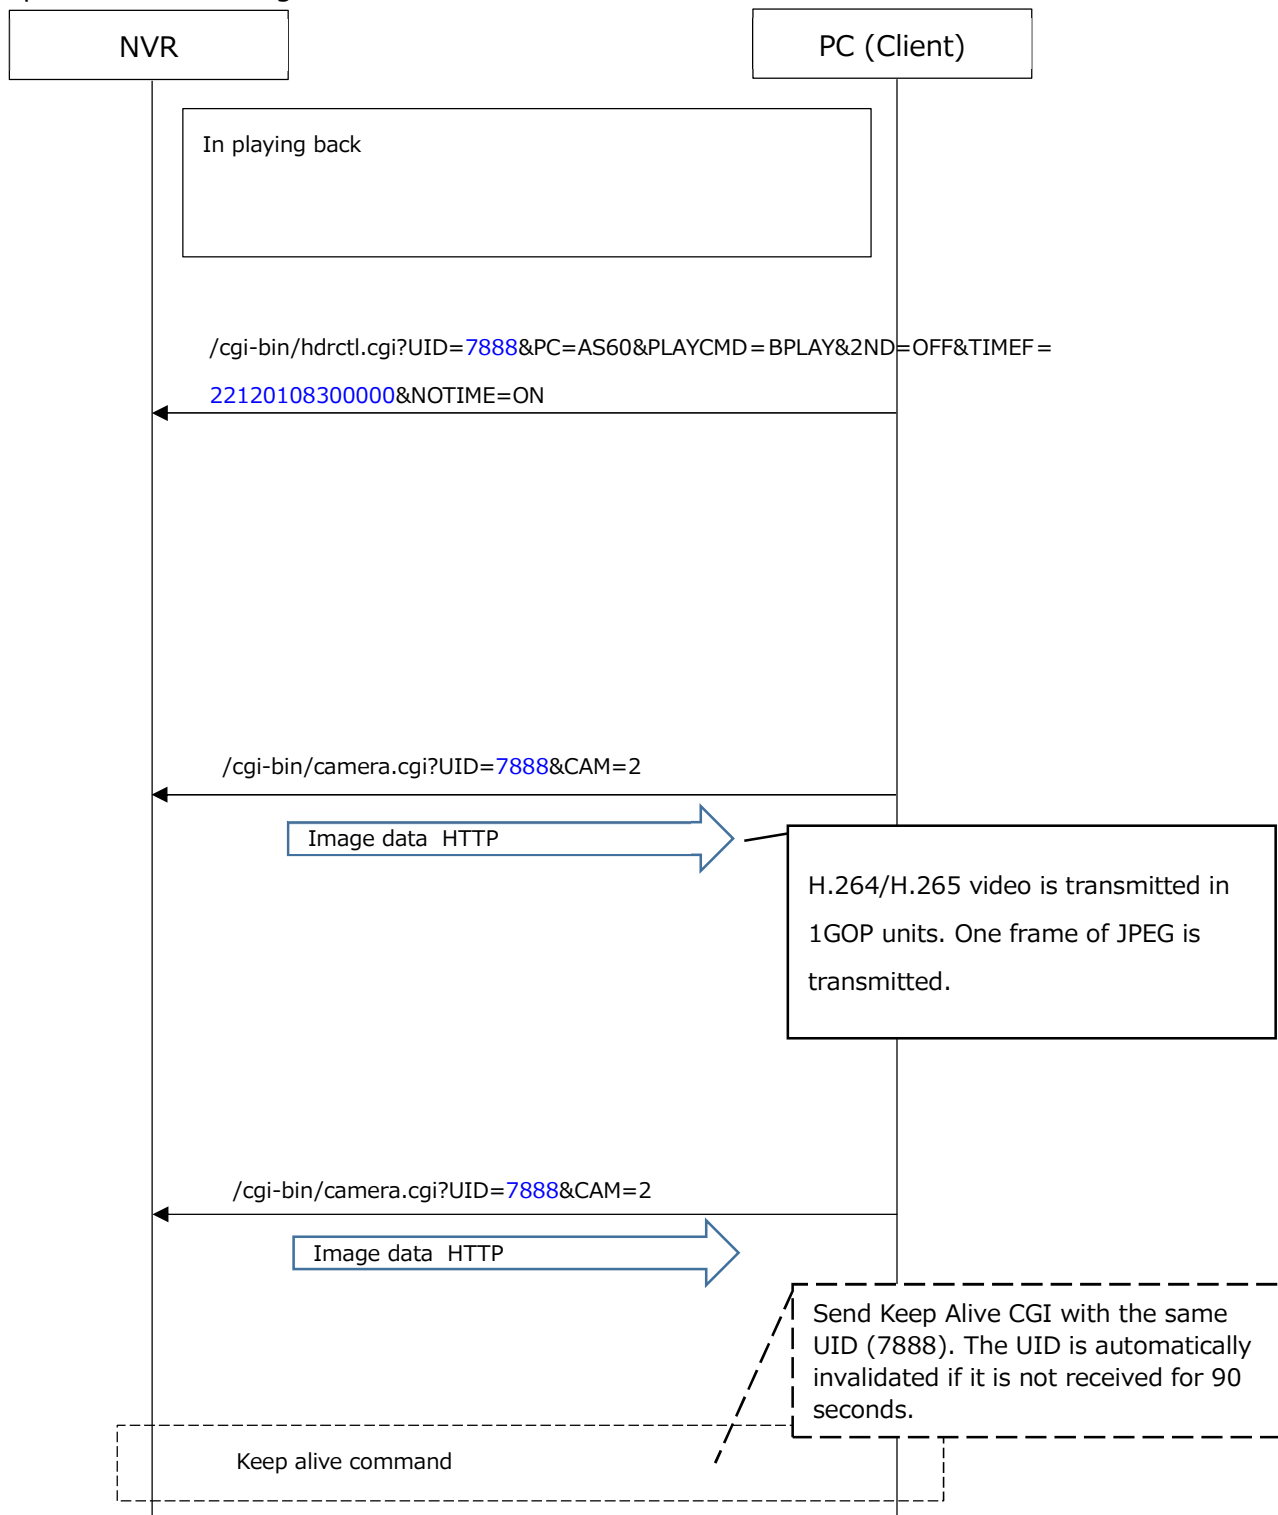 NVR
PC (Client)
In playing back
/cgi-bin/hdrctl.cgi?UID=7888&PC=AS60&PLAYCMD=BPLAY&2ND=OFF&TIMEF=
22120108300000&NOTIME=ON
/cgi-bin/camera.cgi?UID=7888&CAM=2
Image data HTTP
H.264/H.265 video is transmitted in
1GOP units. One frame of JPEG is
transmitted.
/cgi-bin/camera.cgi?UID=7888&CAM=2
Image data HTTP
Send Keep Alive CGI with the same
UID (7888). The UID is automatically
invalidated if it is not received for 90
seconds.
Keep alive command